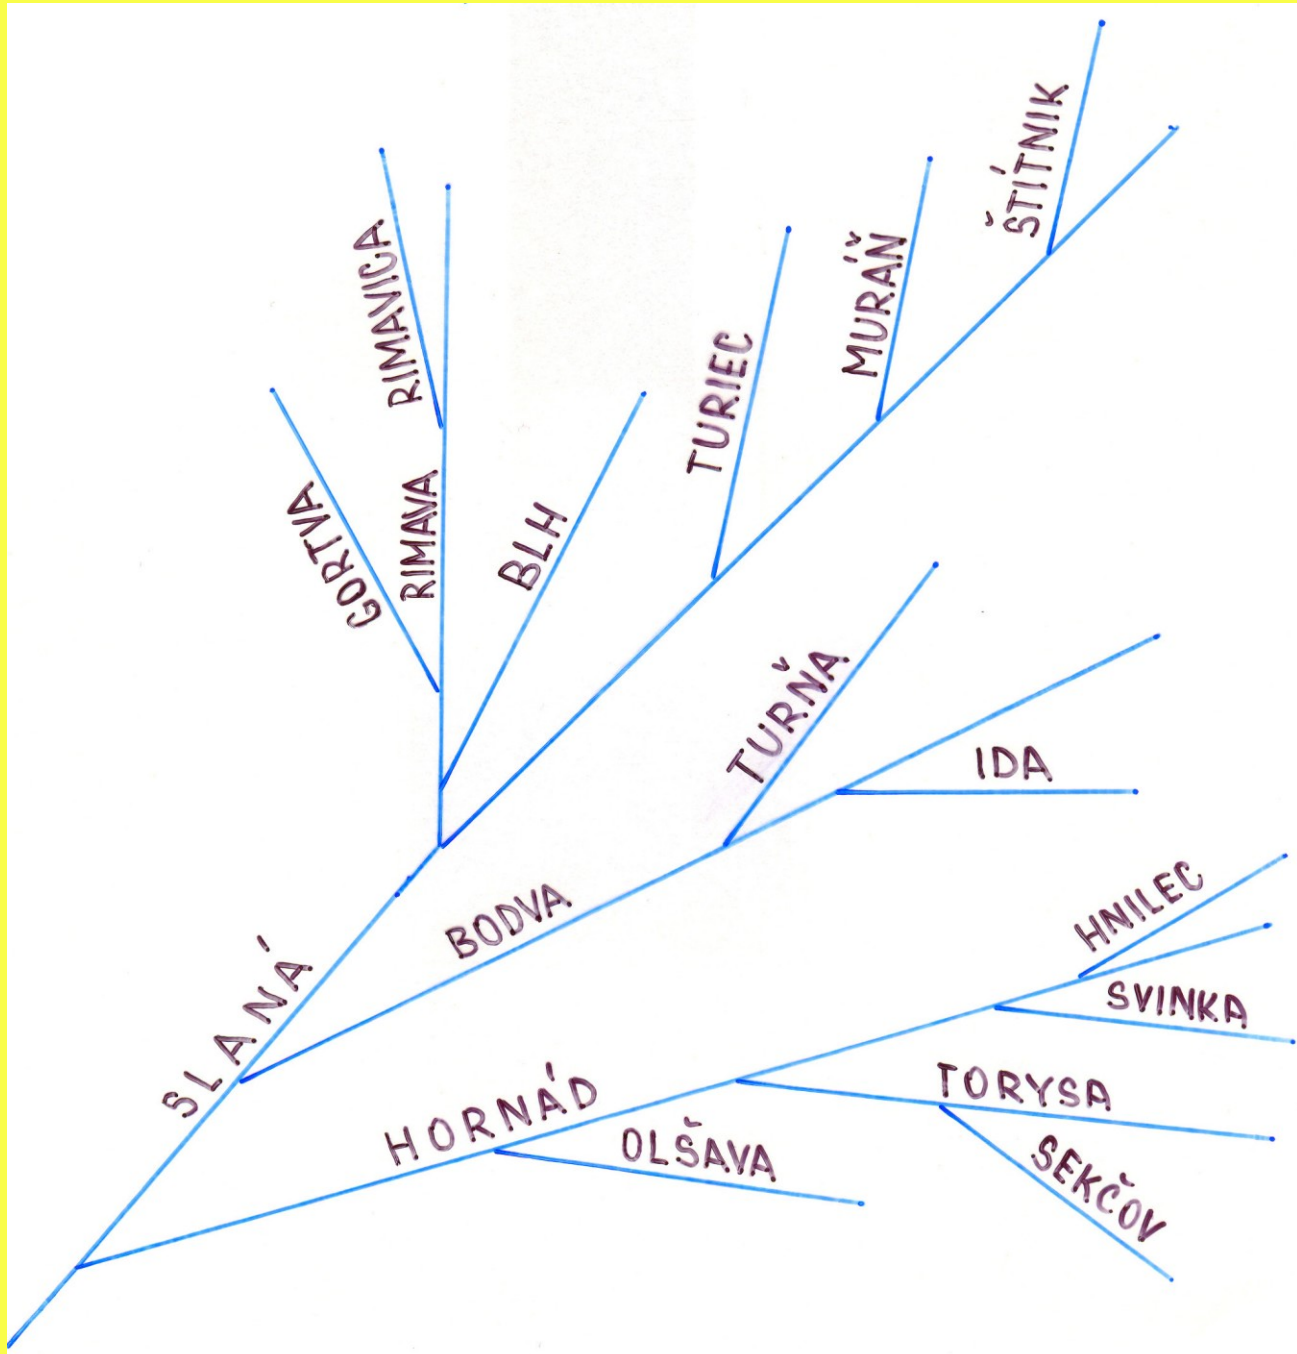 ŠTÍTNIK
MURÁŇ
RIMAVICA
TURIEC
RIMAVA
GORTVA
BLH
TURŇA
IDA
BODVA
HNILEC
SLANÁ
SVINKA
HORNÁD
TORYSA
OLŠAVA
SEKČOV